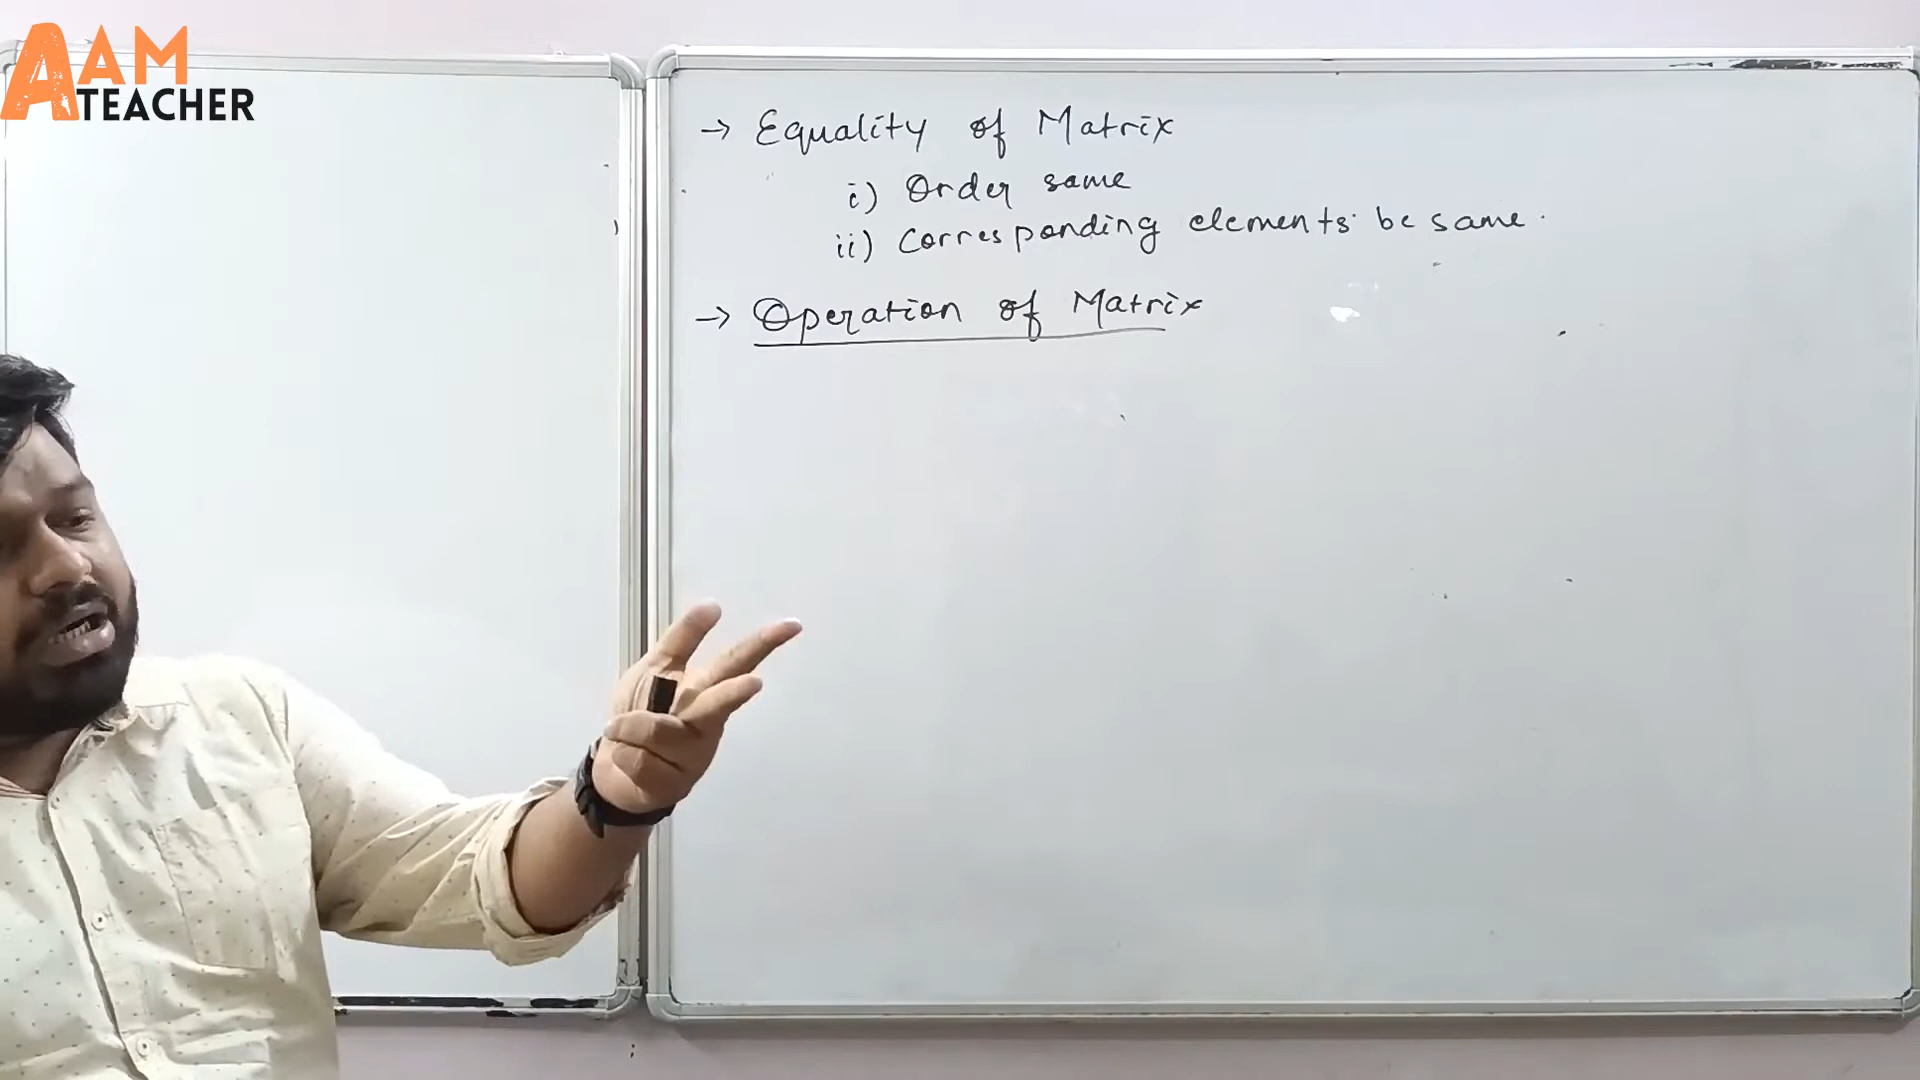 AAM
TEACHER
→ Equality of Matrix
i) Order same
ii) Corresponding elements be same.
→ Operation of Matrix